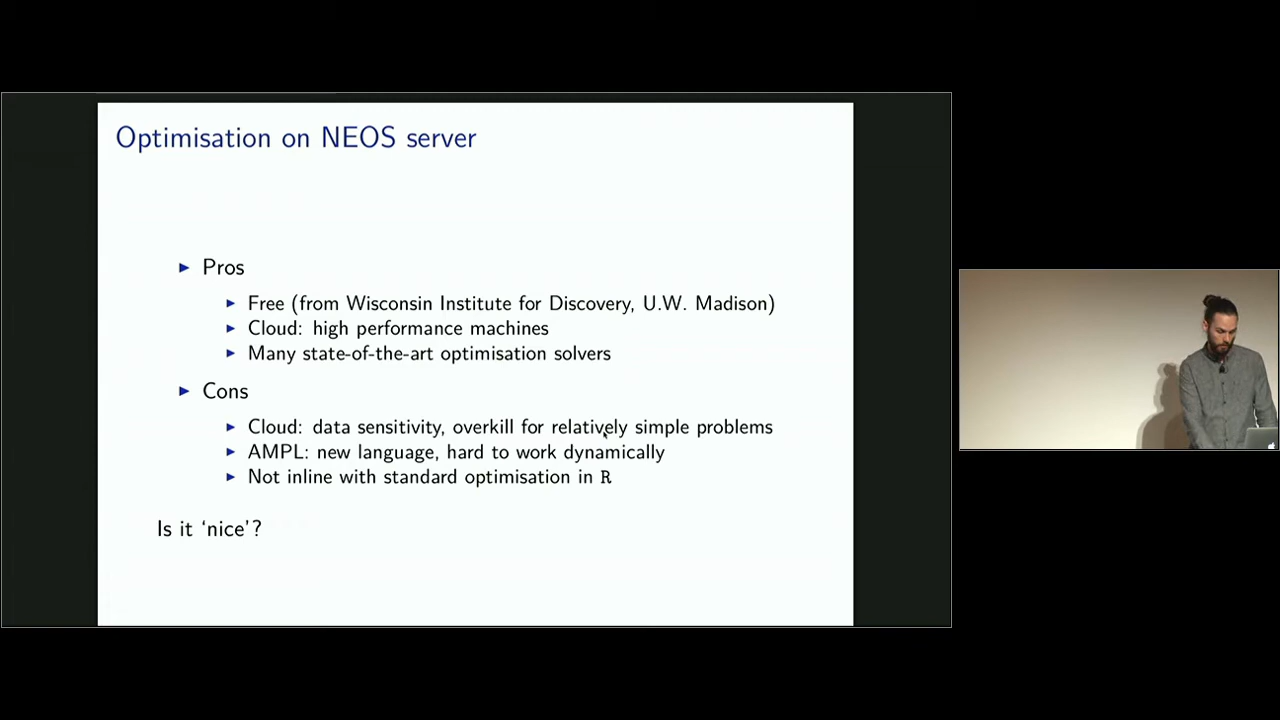 Optimisation on NEOS server
Pros
Free (from Wisconsin Institute for Discovery, U.W. Madison)
Cloud: high performance machines
Many state-of-the-art optimisation solvers
Cons
Cloud: data sensitivity, overkill for relatively simple problems
AMPL: new language, hard to work dynamically
Not inline with standard optimisation in R
Is it ‘nice’?